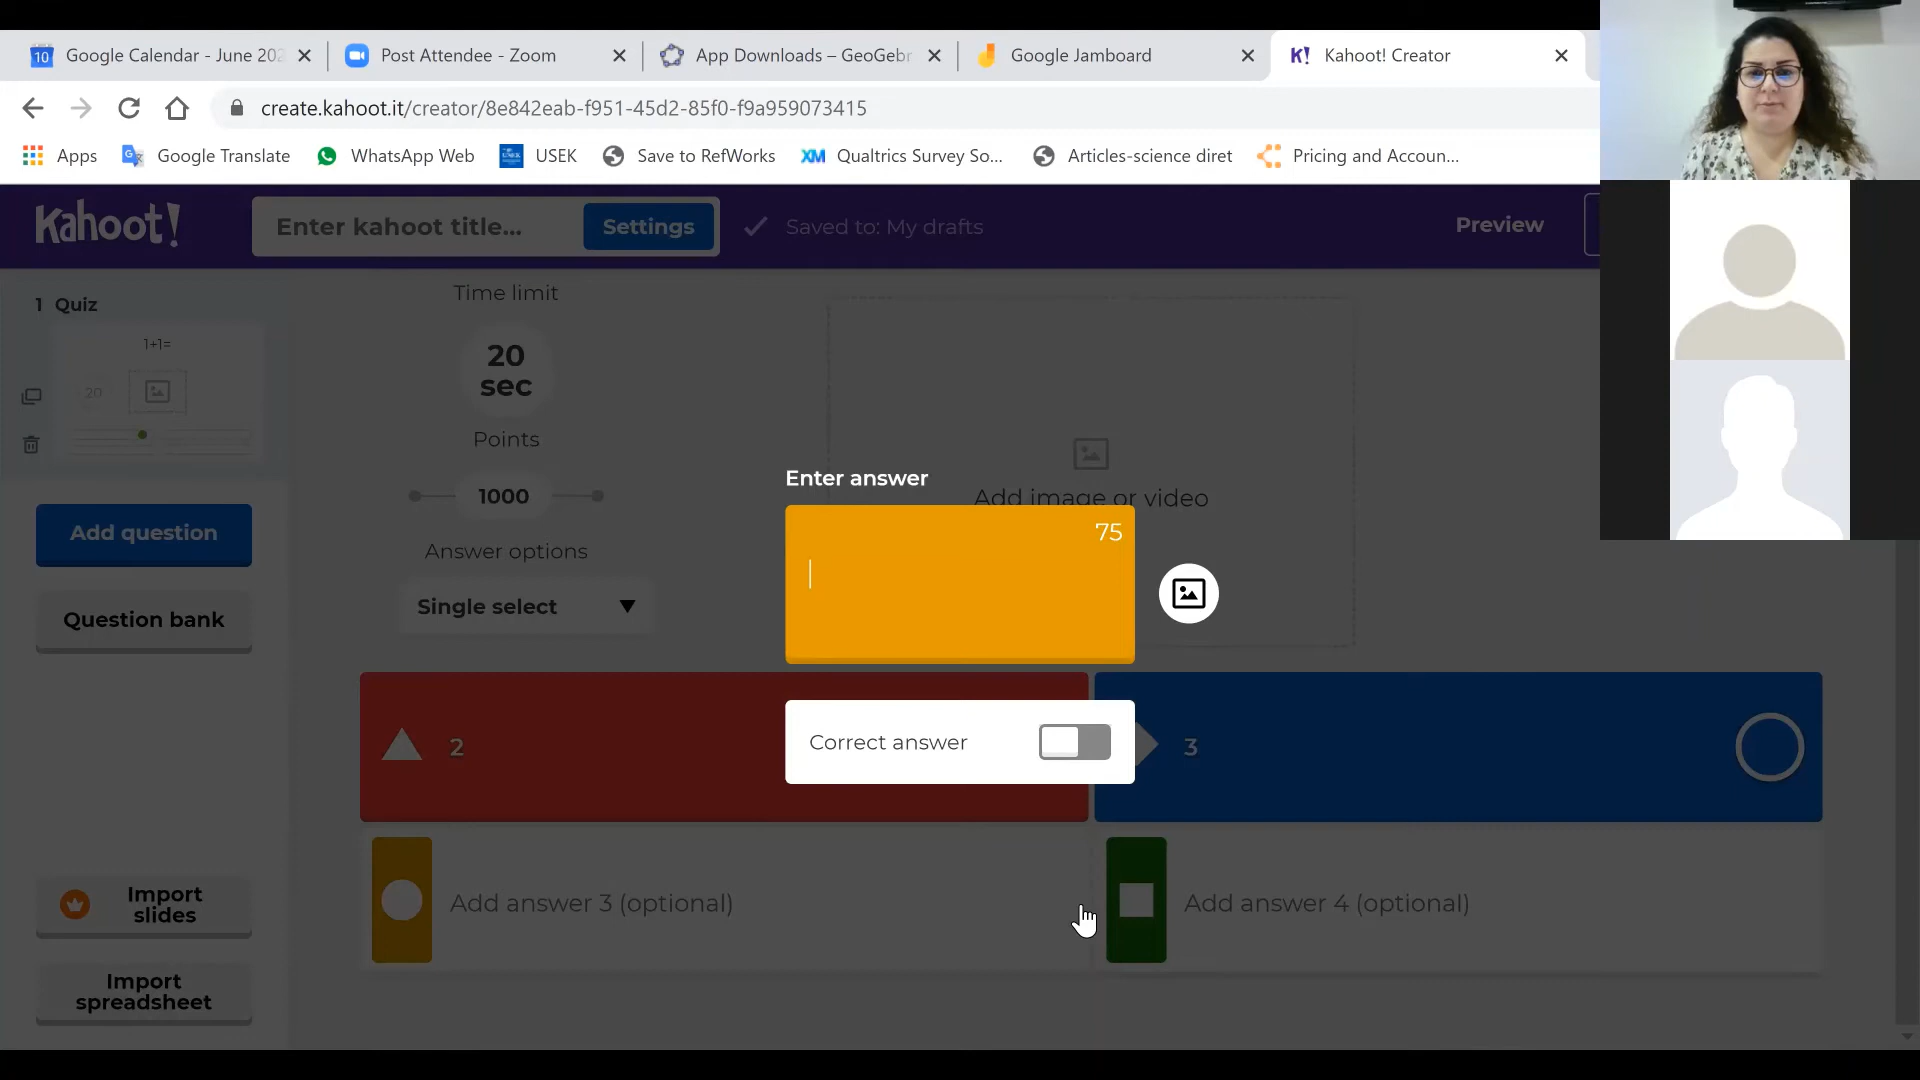 10 Google Calendar - June 202
Post Attendee - Zoom
App Downloads – GeoGebr
Google Jamboard
K! Kahoot! Creator
create.kahoot.it/creator/8e842eab-f951-45d2-85f0-f9a959073415
Apps
Google Translate
WhatsApp Web
USEK
Save to RefWorks
XM Qualtrics Survey So...
Articles-science diret
Pricing and Accoun...
Kahoot!
Enter kahoot title...
Settings
Saved to: My drafts
Preview
1 Quiz
1+1=
20
Add question
Question bank
Import
slides
Import
spreadsheet
Time limit
20
sec
Points
1000
Answer options
Single select
Add image or video
Enter answer
75
Correct answer
2
3
Add answer 3 (optional)
Add answer 4 (optional)